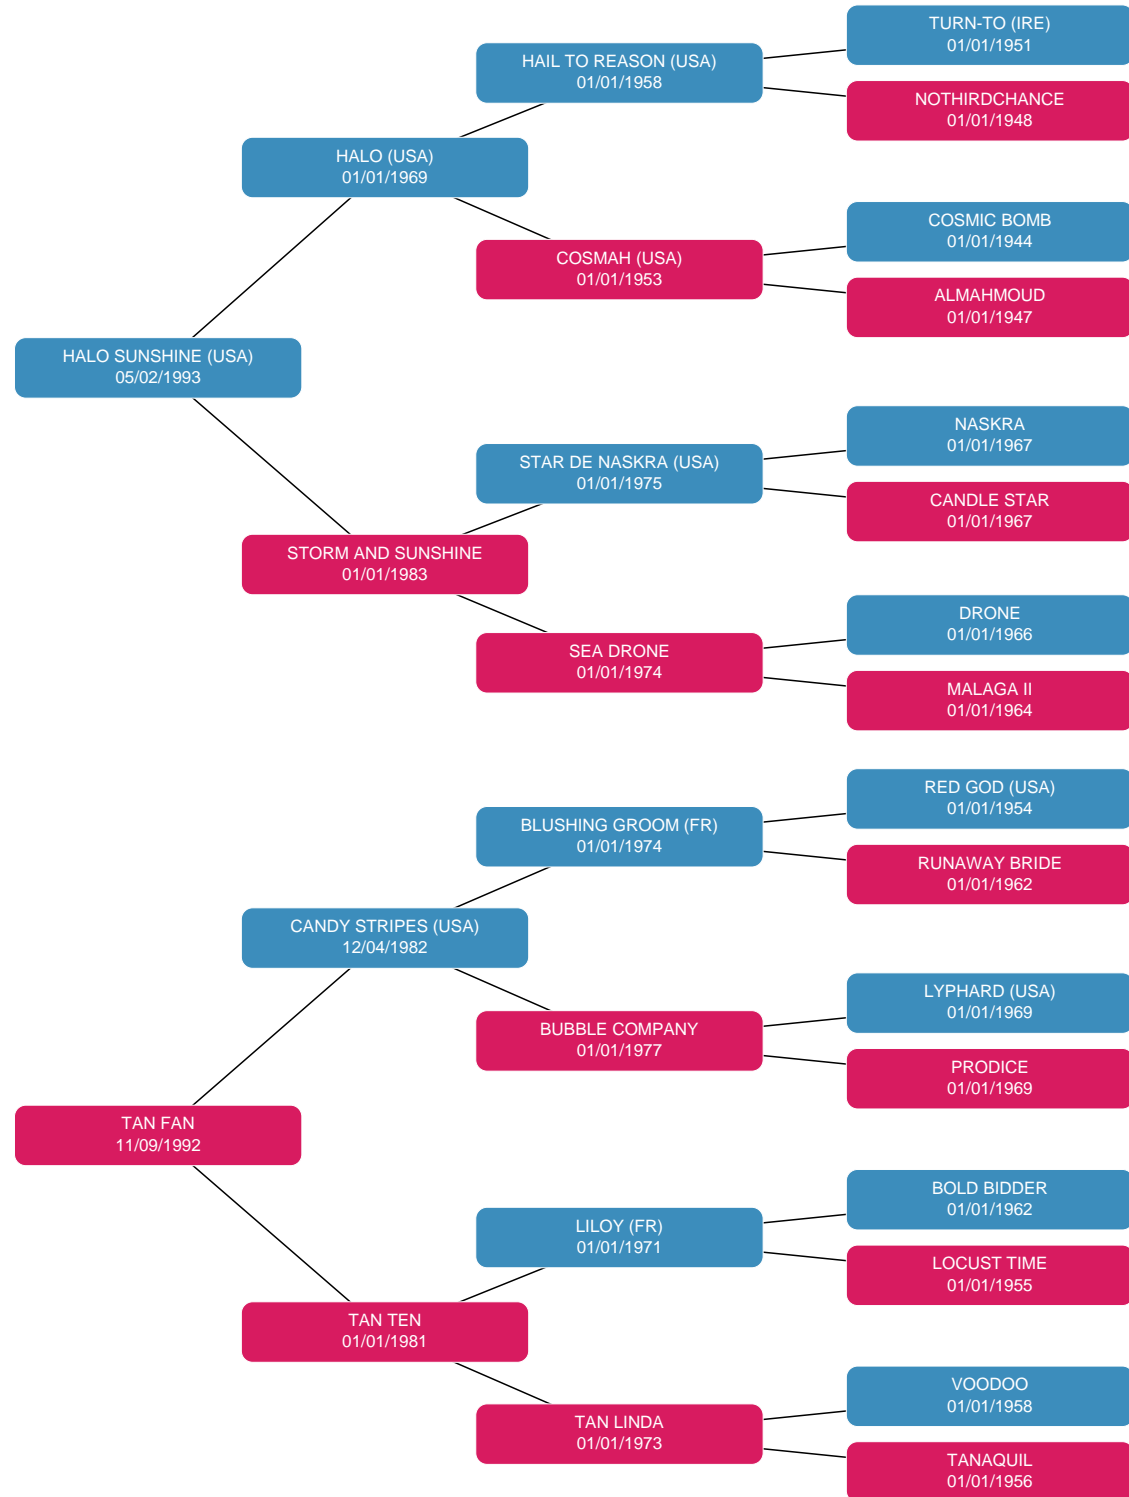 TURN-TO (IRE)
01/01/1951
HAIL TO REASON (USA)
01/01/1958
NOTHIRDCHANCE
01/01/1948
HALO (USA)
01/01/1969
COSMIC BOMB
01/01/1944
COSMAH (USA)
01/01/1953
ALMAHMOUD
01/01/1947
HALO SUNSHINE (USA)
05/02/1993
NASKRA
01/01/1967
STAR DE NASKRA (USA)
01/01/1975
CANDLE STAR
01/01/1967
STORM AND SUNSHINE
01/01/1983
DRONE
01/01/1966
SEA DRONE
01/01/1974
MALAGA II
01/01/1964
RED GOD (USA)
01/01/1954
BLUSHING GROOM (FR)
01/01/1974
RUNAWAY BRIDE
01/01/1962
CANDY STRIPES (USA)
12/04/1982
LYPHARD (USA)
01/01/1969
BUBBLE COMPANY
01/01/1977
PRODICE
01/01/1969
TAN FAN
11/09/1992
BOLD BIDDER
01/01/1962
LILOY (FR)
01/01/1971
LOCUST TIME
01/01/1955
TAN TEN
01/01/1981
VOODOO
01/01/1958
TAN LINDA
01/01/1973
TANAQUIL
01/01/1956